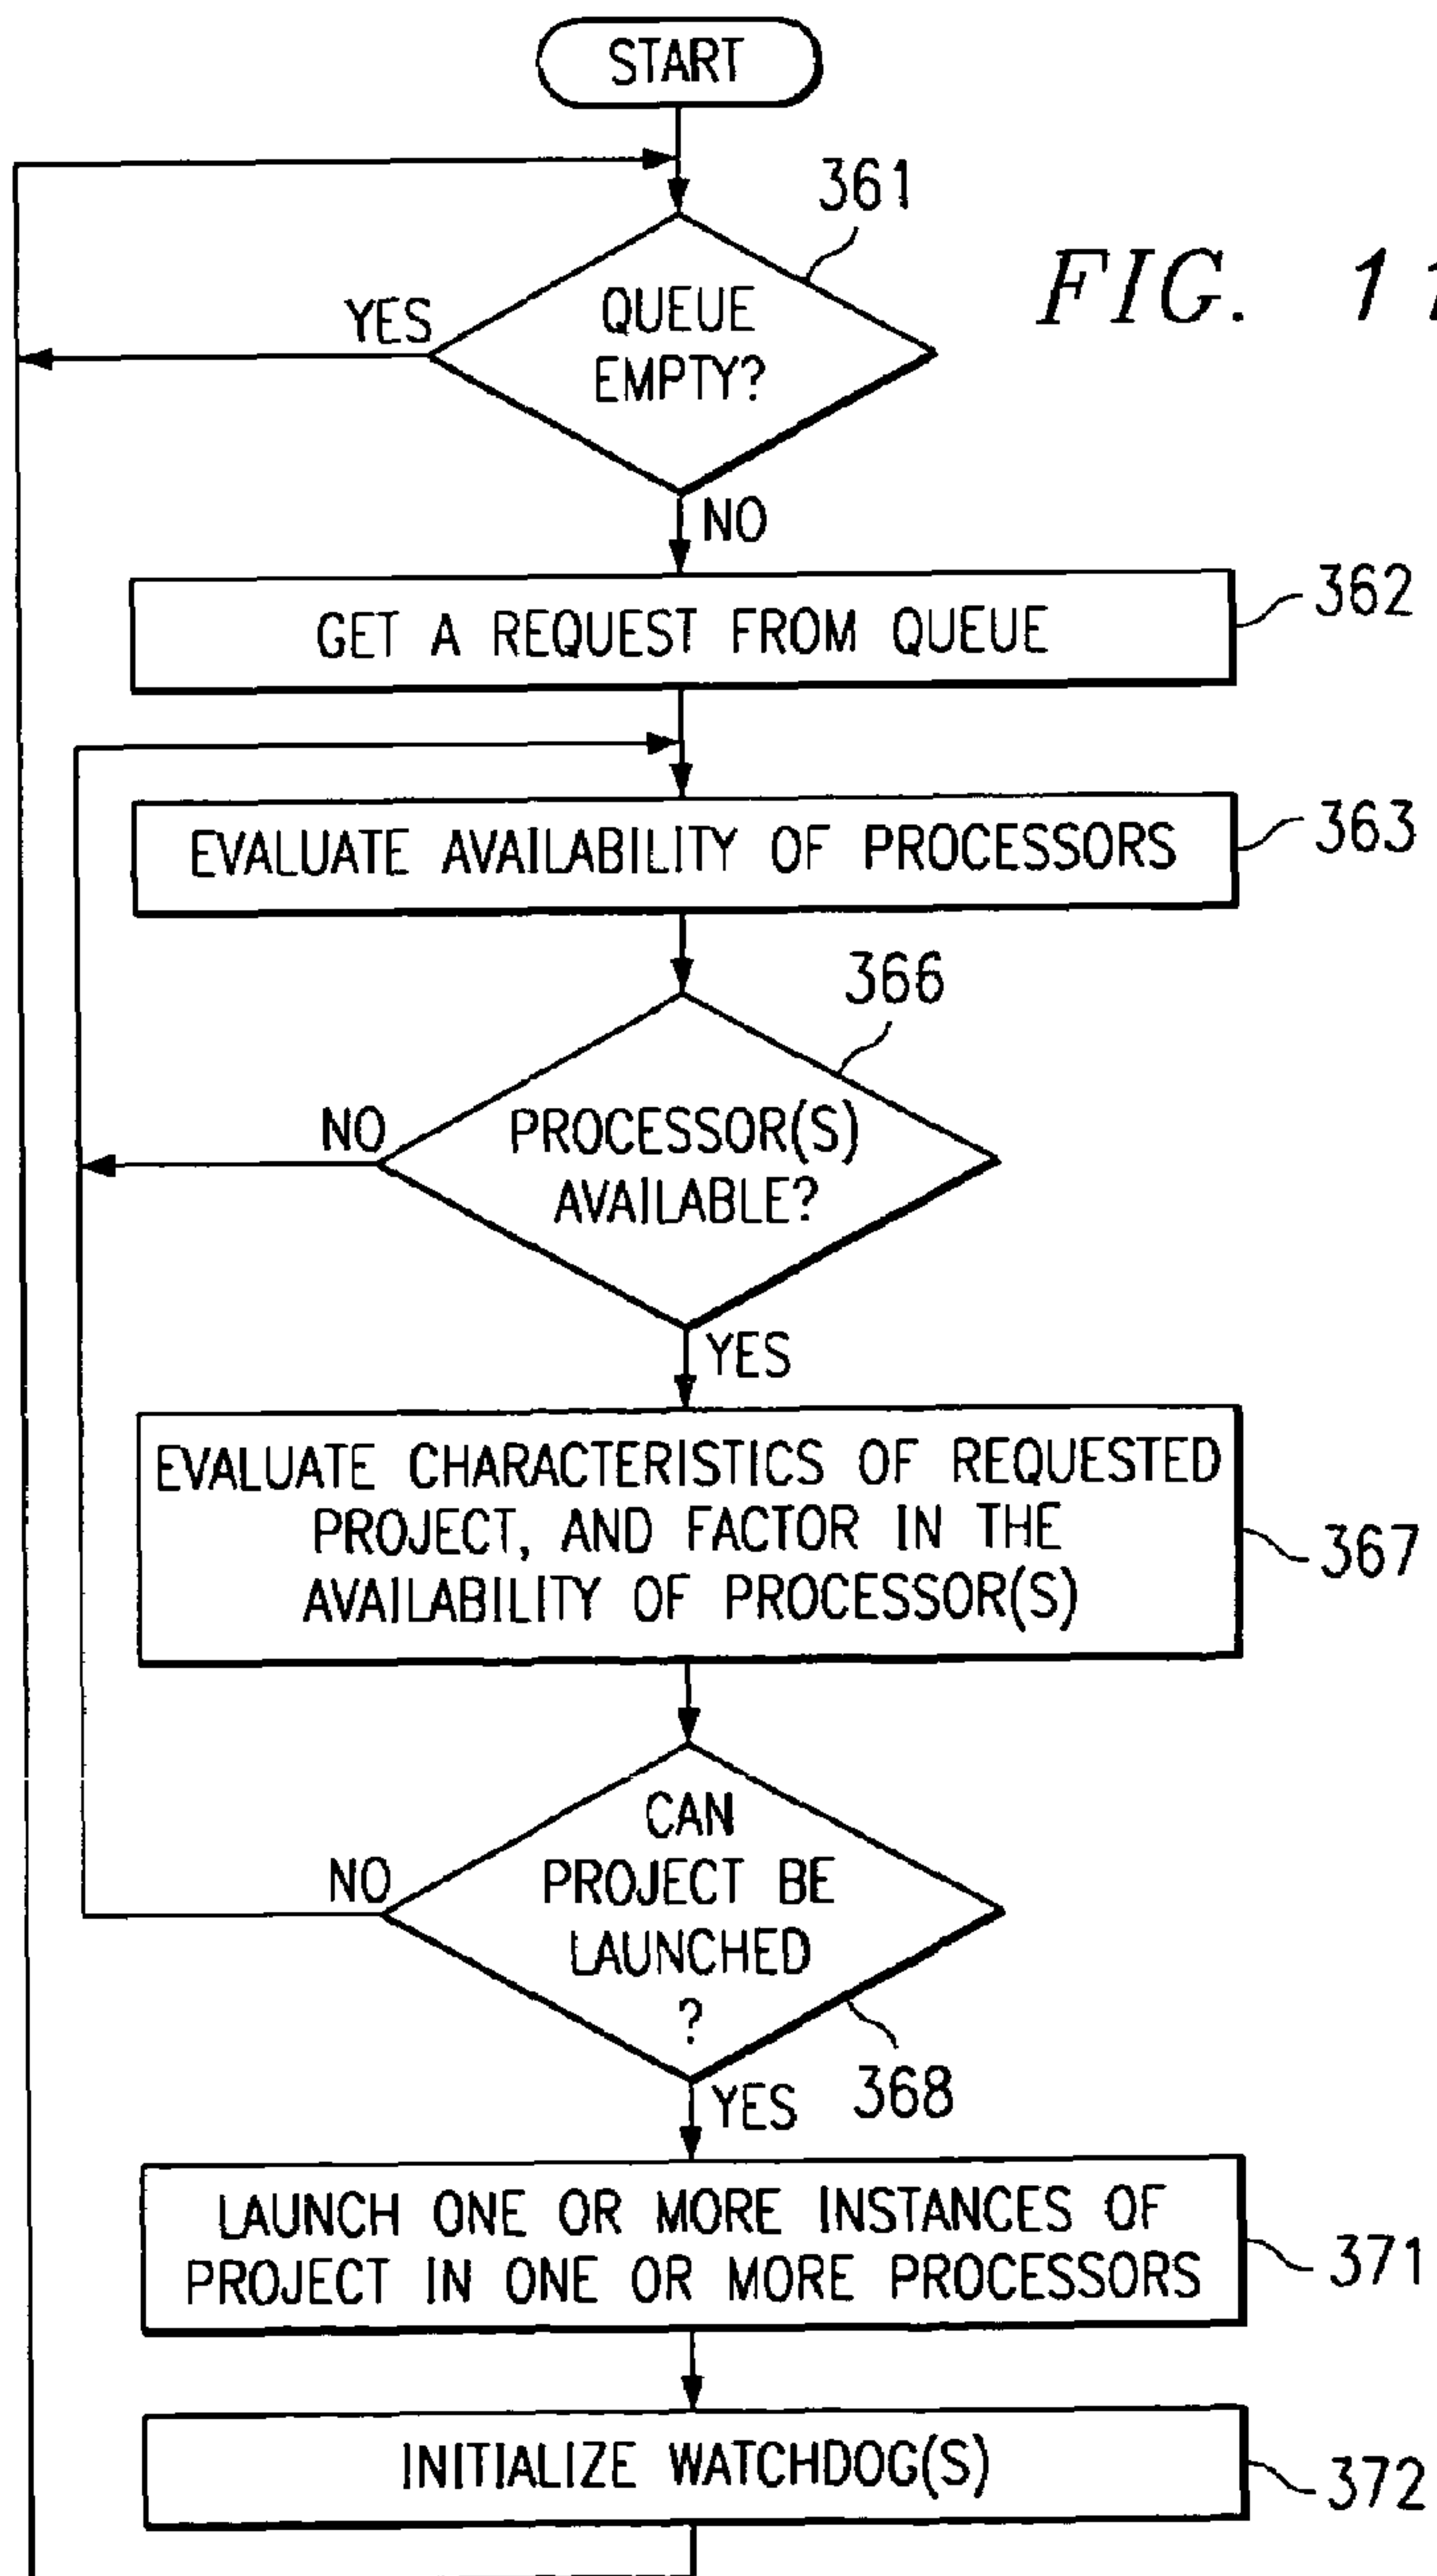 START
361
FIG. 11
YES
QUEUE
EMPTY?
NO
GET A REQUEST FROM QUEUE
362
EVALUATE AVAILABILITY OF PROCESSORS
363
366
NO
PROCESSOR(S)
AVAILABLE?
YES
EVALUATE CHARACTERISTICS OF REQUESTED
PROJECT, AND FACTOR IN THE
AVAILABILITY OF PROCESSOR(S)
367
NO
CAN
PROJECT BE
LAUNCHED
?
368
YES
LAUNCH ONE OR MORE INSTANCES OF
PROJECT IN ONE OR MORE PROCESSORS
371
INITIALIZE WATCHDOG(S)
372